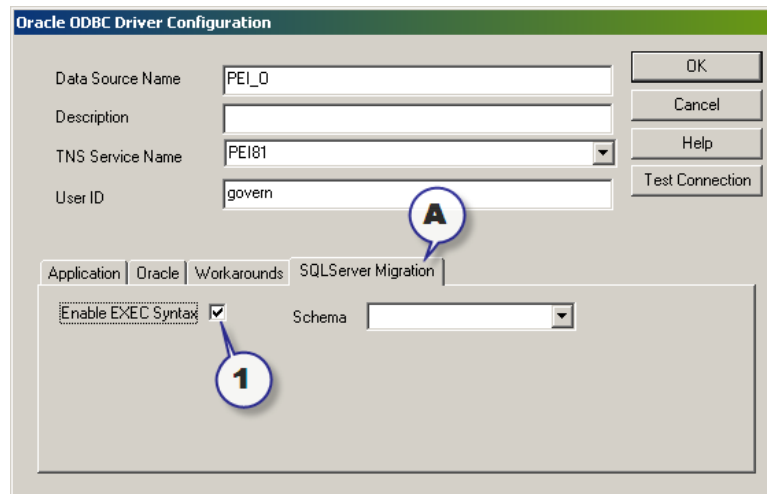 Oracle ODBC Driver Configuration
Data Source Name PEI_O OK
Description Cancel
TNS Service Name PEI81 Help
User ID govern Test Connection
A
Application Oracle Workarounds SQLServer Migration
Enable EXEC Syntax Schema
1